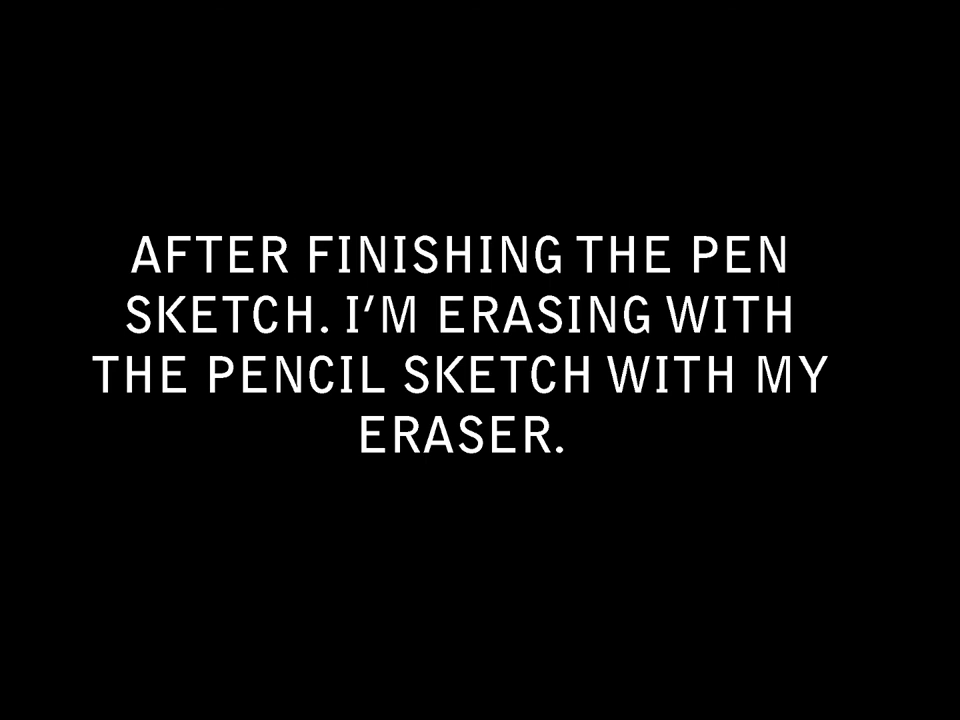 AFTER FINISHING THE PEN
SKETCH. I'M ERASING WITH
THE PENCIL SKETCH WITH MY
ERASER.